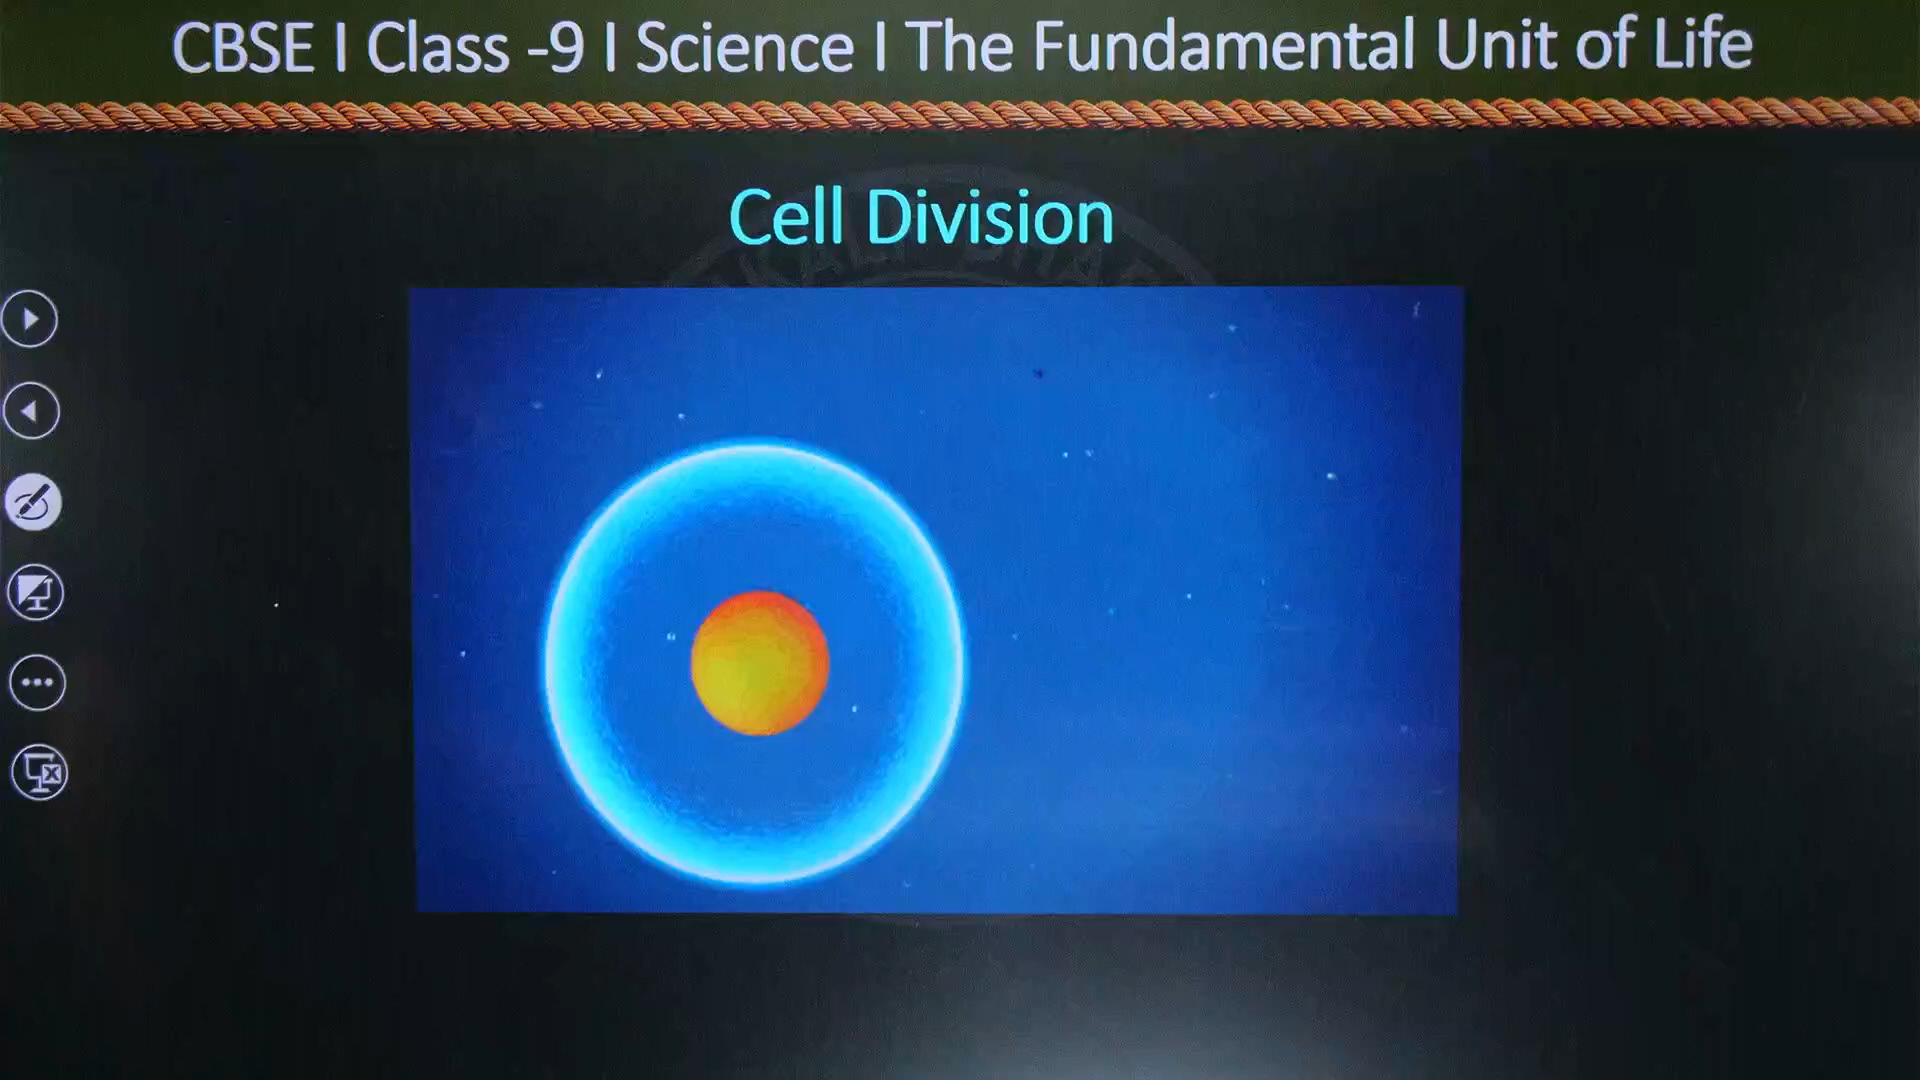 CBSE I Class -9 I Science I The Fundamental Unit of Life
Cell Division